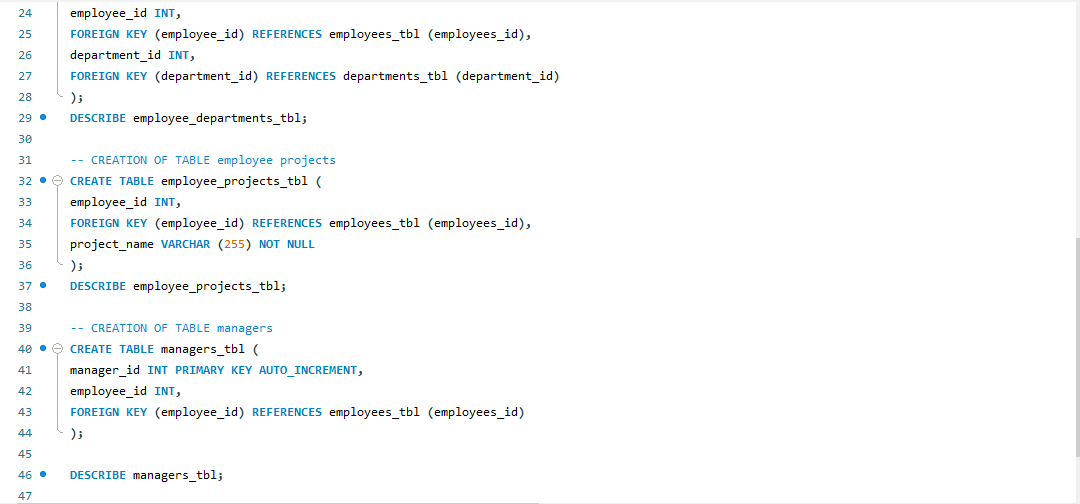 24 employee_id INT,
25 FOREIGN KEY (employee_id) REFERENCES employees_tbl (employees_id),
26 department_id INT,
27 FOREIGN KEY (department_id) REFERENCES departments_tbl (department_id)
28 );
29 DESCRIBE employee_departments_tbl;
30
31 -- CREATION OF TABLE employee projects
32 CREATE TABLE employee_projects_tbl (
33 employee_id INT,
34 FOREIGN KEY (employee_id) REFERENCES employees_tbl (employees_id),
35 project_name VARCHAR (255) NOT NULL
36 );
37 DESCRIBE employee_projects_tbl;
38
39 -- CREATION OF TABLE managers
40 CREATE TABLE managers_tbl (
41 manager_id INT PRIMARY KEY AUTO_INCREMENT,
42 employee_id INT,
43 FOREIGN KEY (employee_id) REFERENCES employees_tbl (employees_id)
44 );
45
46 DESCRIBE managers_tbl;
47